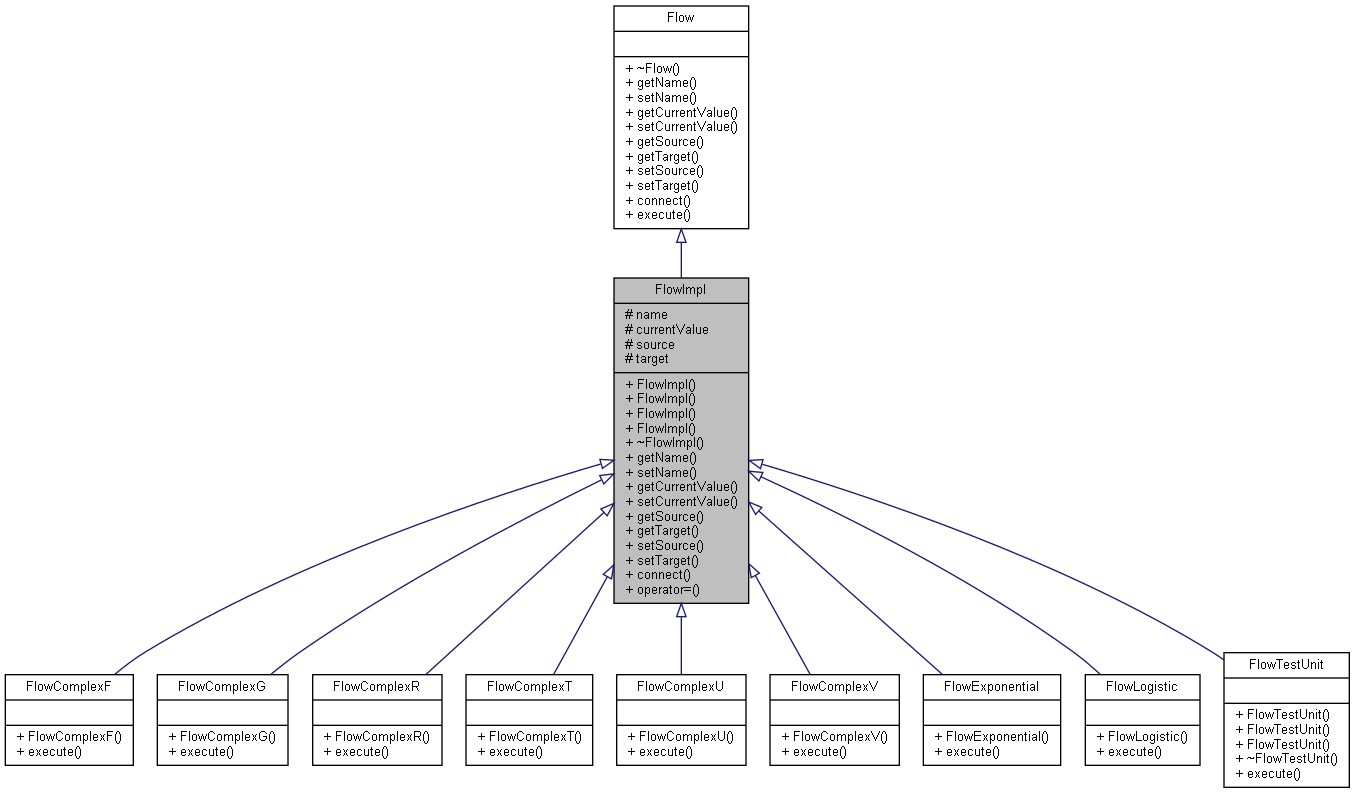 Flow
+ ~Flow()
+ getName()
+ setName()
+ getCurrentValue()
+ setCurrentValue()
+ getSource()
+ getTarget()
+ setSource()
+ setTarget()
+ connect()
+ execute()
FlowImpl
# name
# currentValue
# source
# target
+ FlowImpl()
+ FlowImpl()
+ FlowImpl()
+ FlowImpl()
+ ~FlowImpl()
+ getName()
+ setName()
+ getCurrentValue()
+ setCurrentValue()
+ getSource()
+ getTarget()
+ setSource()
+ setTarget()
+ connect()
+ operator=()
FlowComplexF
+ FlowComplexF()
+ execute()
FlowComplexG
+ FlowComplexG()
+ execute()
FlowComplexR
+ FlowComplexR()
+ execute()
FlowComplexT
+ FlowComplexT()
+ execute()
FlowComplexU
+ FlowComplexU()
+ execute()
FlowComplexV
+ FlowComplexV()
+ execute()
FlowExponential
+ FlowExponential()
+ execute()
FlowLogistic
+ FlowLogistic()
+ execute()
FlowTestUnit
+ FlowTestUnit()
+ FlowTestUnit()
+ FlowTestUnit()
+ ~FlowTestUnit()
+ execute()